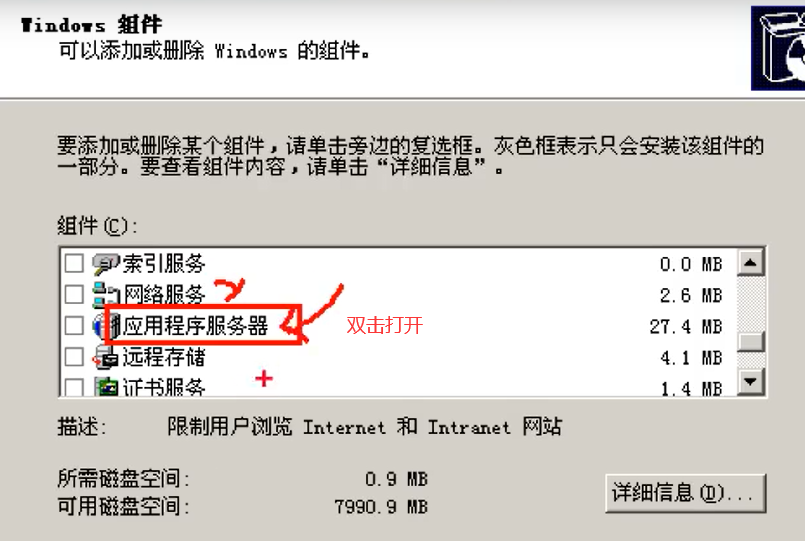 Windows 组件
可以添加或删除 Windows 的组件。
要添加或删除某个组件，请单击旁边的复选框。灰色框表示只会安装该组件的
一部分。要查看组件内容，请单击“详细信息”。
组件(C):
索引服务 0.0 MB
网络服务 2.6 MB
应用程序服务器 双击打开 27.4 MB
远程存储 4.1 MB
证书服务 1.4 MB
描述: 限制用户浏览 Internet 和 Intranet 网站
所需磁盘空间: 0.9 MB
可用磁盘空间: 7990.9 MB
详细信息(D)...